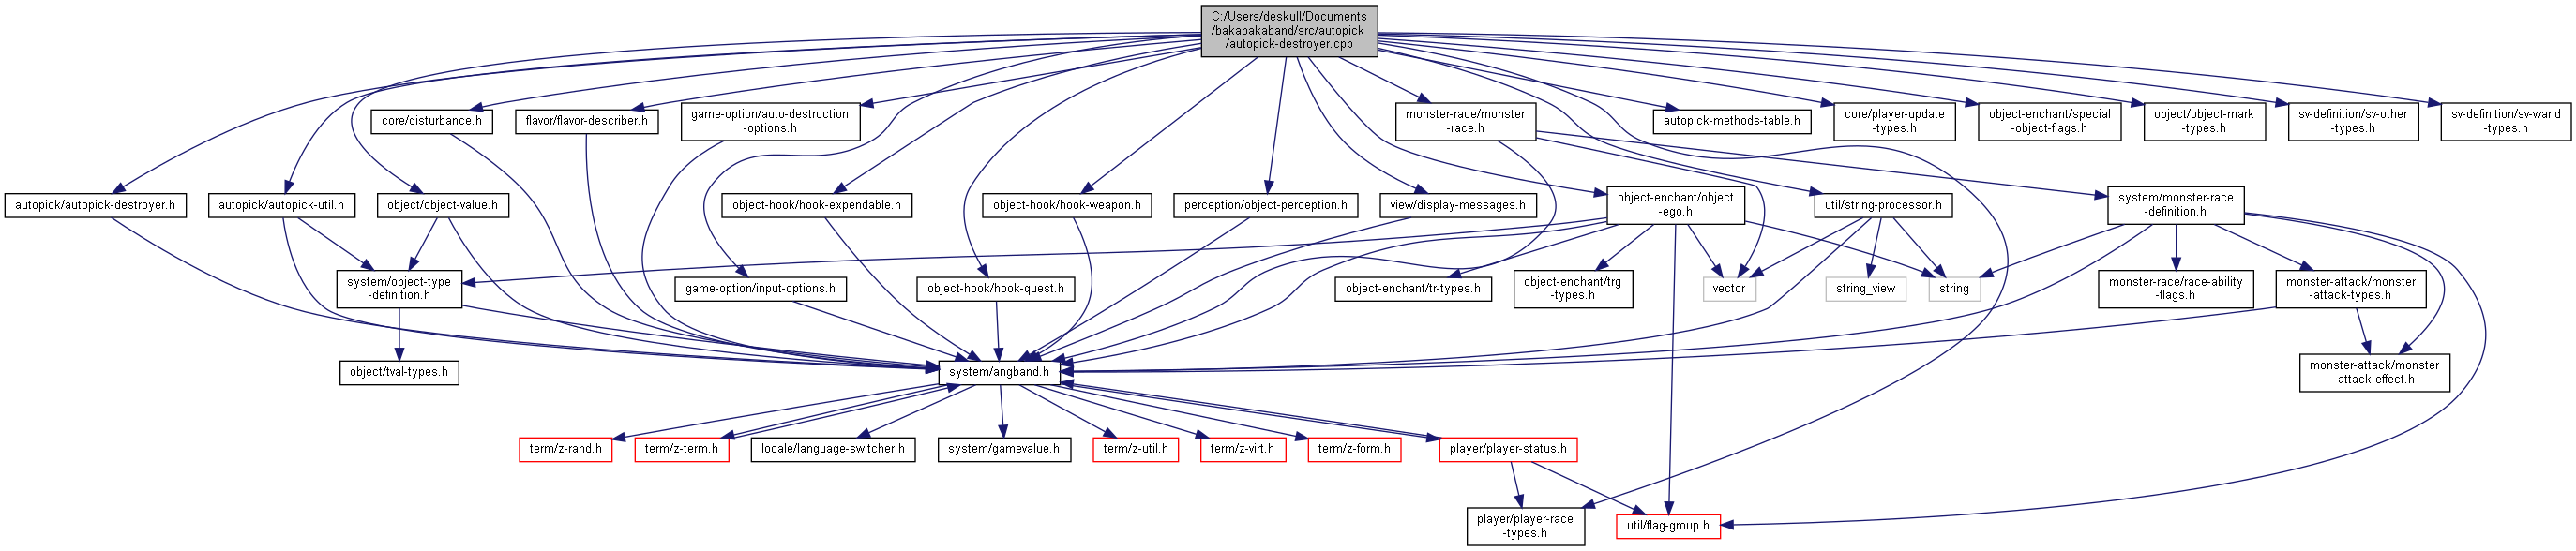 C:/Users/deskull/Documents
/bakabakaband/src/autopick
/autopick-destroyer.cpp
core/disturbance.h
flavor/flavor-describer.h
game-option/auto-destruction
-options.h
monster-race/monster
-race.h
autopick-methods-table.h
core/player-update
-types.h
object-enchant/special
-object-flags.h
object/object-mark
-types.h
sv-definition/sv-other
-types.h
sv-definition/sv-wand
-types.h
autopick/autopick-destroyer.h
autopick/autopick-util.h
object/object-value.h
object-hook/hook-expendable.h
object-hook/hook-weapon.h
perception/object-perception.h
view/display-messages.h
object-enchant/object
-ego.h
util/string-processor.h
system/monster-race
-definition.h
system/object-type
-definition.h
game-option/input-options.h
object-hook/hook-quest.h
object-enchant/tr-types.h
object-enchant/trg
-types.h
vector
string_view
string
monster-race/race-ability
-flags.h
monster-attack/monster
-attack-types.h
object/tval-types.h
system/angband.h
monster-attack/monster
-attack-effect.h
term/z-rand.h
term/z-term.h
locale/language-switcher.h
system/gamevalue.h
term/z-util.h
term/z-virt.h
term/z-form.h
player/player-status.h
player/player-race
-types.h
util/flag-group.h